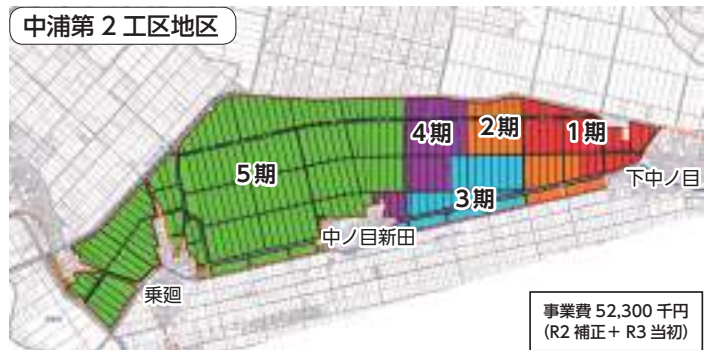 中浦第 2 工区地区
4期
2期
1期
5期
3期
下中ノ目
中ノ目新田
乗廻
事業費 52,300 千円
（R2 補正＋ R3 当初）